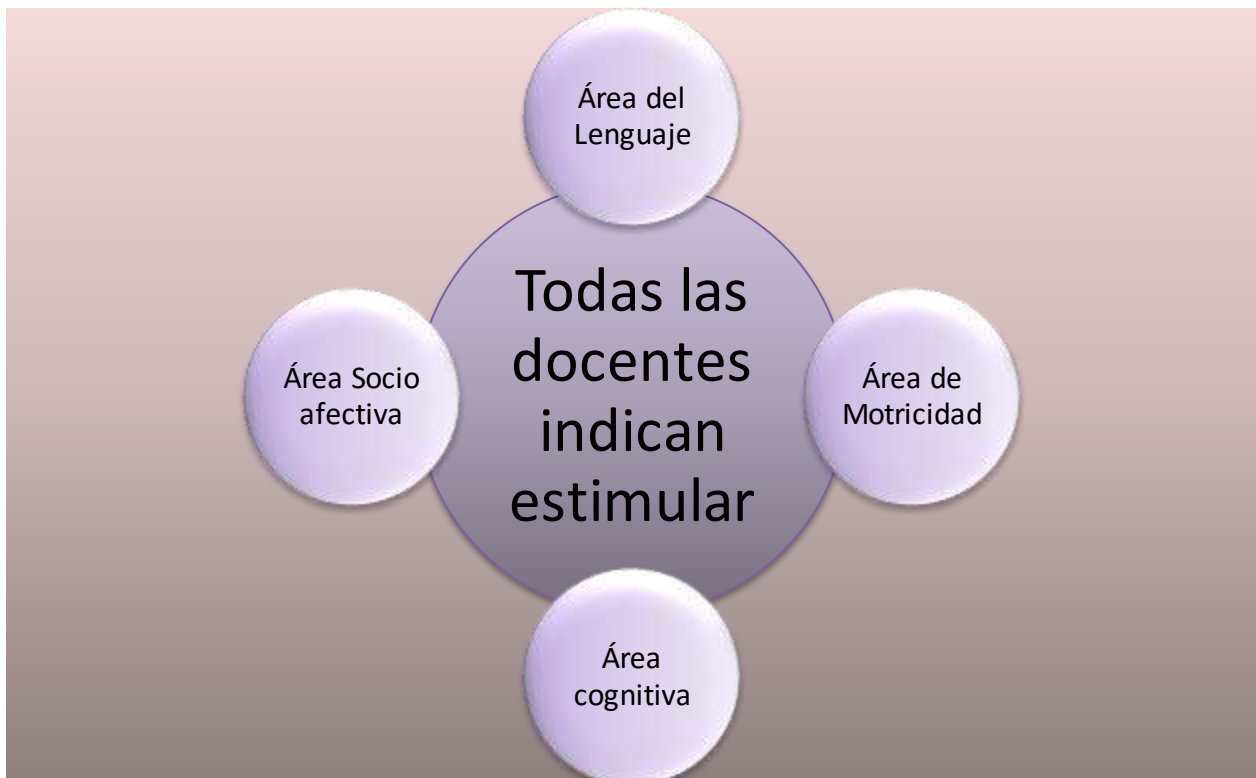 Área del
Lenguaje
Todas las
docentes
indican
estimular
Área Socio
afectiva
Área de
Motricidad
Área
cognitiva